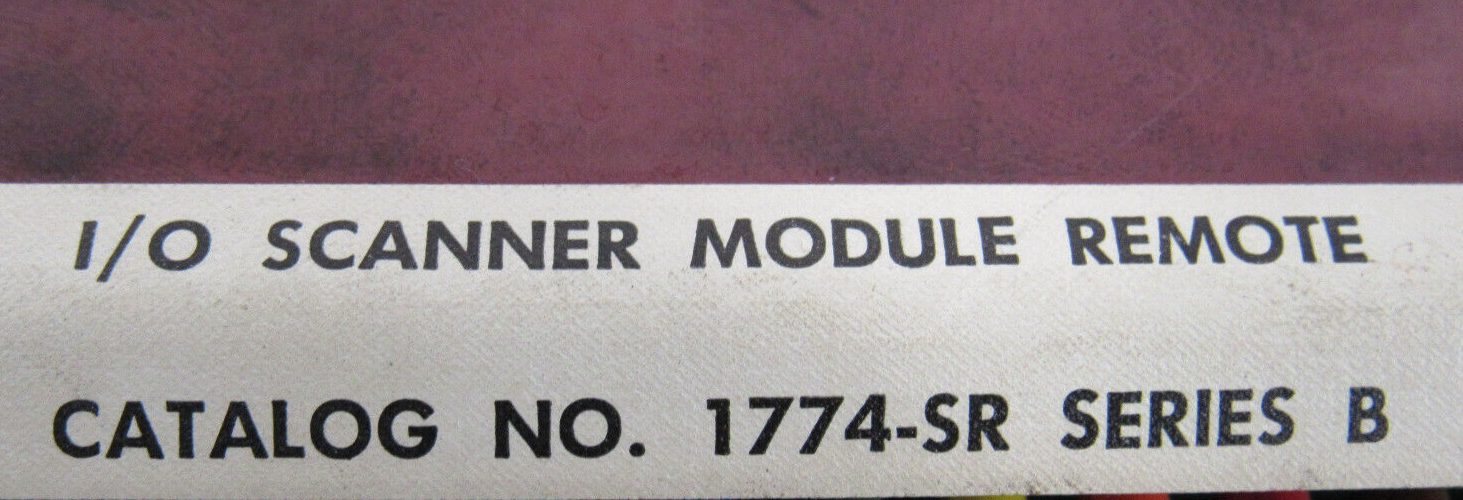 I/O SCANNER MODULE REMOTE
CATALOG NO. 1774-SR SERIES B